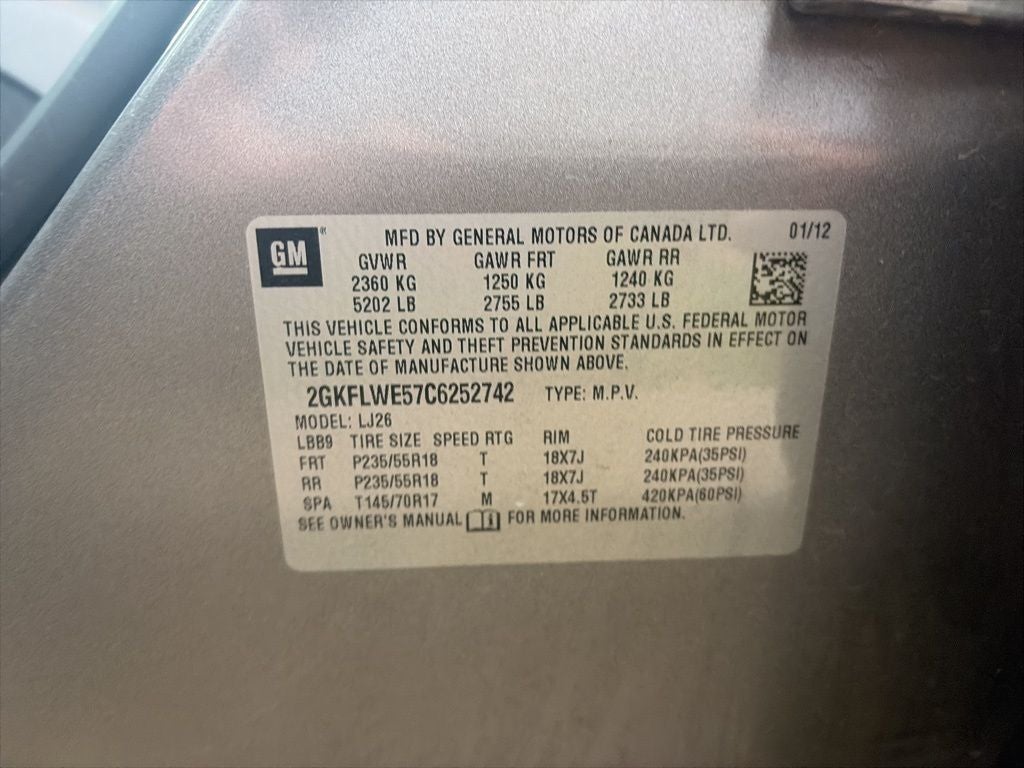 GM®
MFD BY GENERAL MOTORS OF CANADA LTD. 01/12
GVWR GAWR FRT GAWR RR
2360 KG 1250 KG 1240 KG
5202 LB 2755 LB 2733 LB
THIS VEHICLE CONFORMS TO ALL APPLICABLE U.S. FEDERAL MOTOR
VEHICLE SAFETY AND THEFT PREVENTION STANDARDS IN EFFECT ON
THE DATE OF MANUFACTURE SHOWN ABOVE.
2GKFLWE57C6252742 TYPE: M.P.V.
MODEL: LJ26
LBB9 TIRE SIZE SPEED RTG RIM COLD TIRE PRESSURE
FRT P235/55R18 T 18X7J 240KPA(35PSI)
RR P235/55R18 T 18X7J 240KPA(35PSI)
SPA T145/70R17 M 17X4.5T 420KPA(60PSI)
SEE OWNER'S MANUAL FOR MORE INFORMATION.